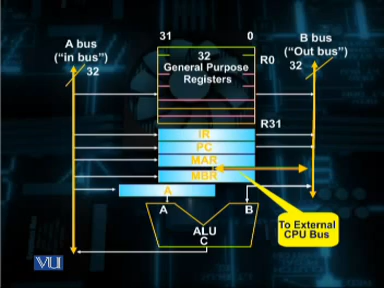 31 0
A bus
("in bus")
32
B bus
("Out bus")
32
32
General Purpose
Registers
R0
R31
IR
PC
MAR
MBR
A
A B
ALU
C
To External
CPU Bus
VU